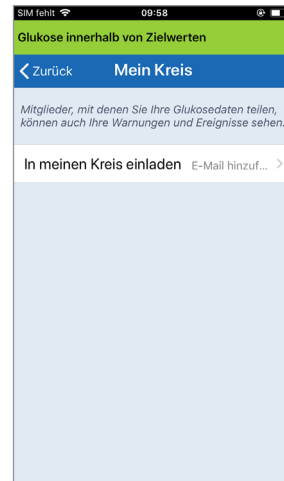 SIM fehlt 09:58
Glukose innerhalb von Zielwerten
Zurück Mein Kreis
Mitglieder, mit denen Sie Ihre Glukosedaten teilen,
können auch Ihre Warnungen und Ereignisse sehen.
In meinen Kreis einladen E-Mail hinzuf...